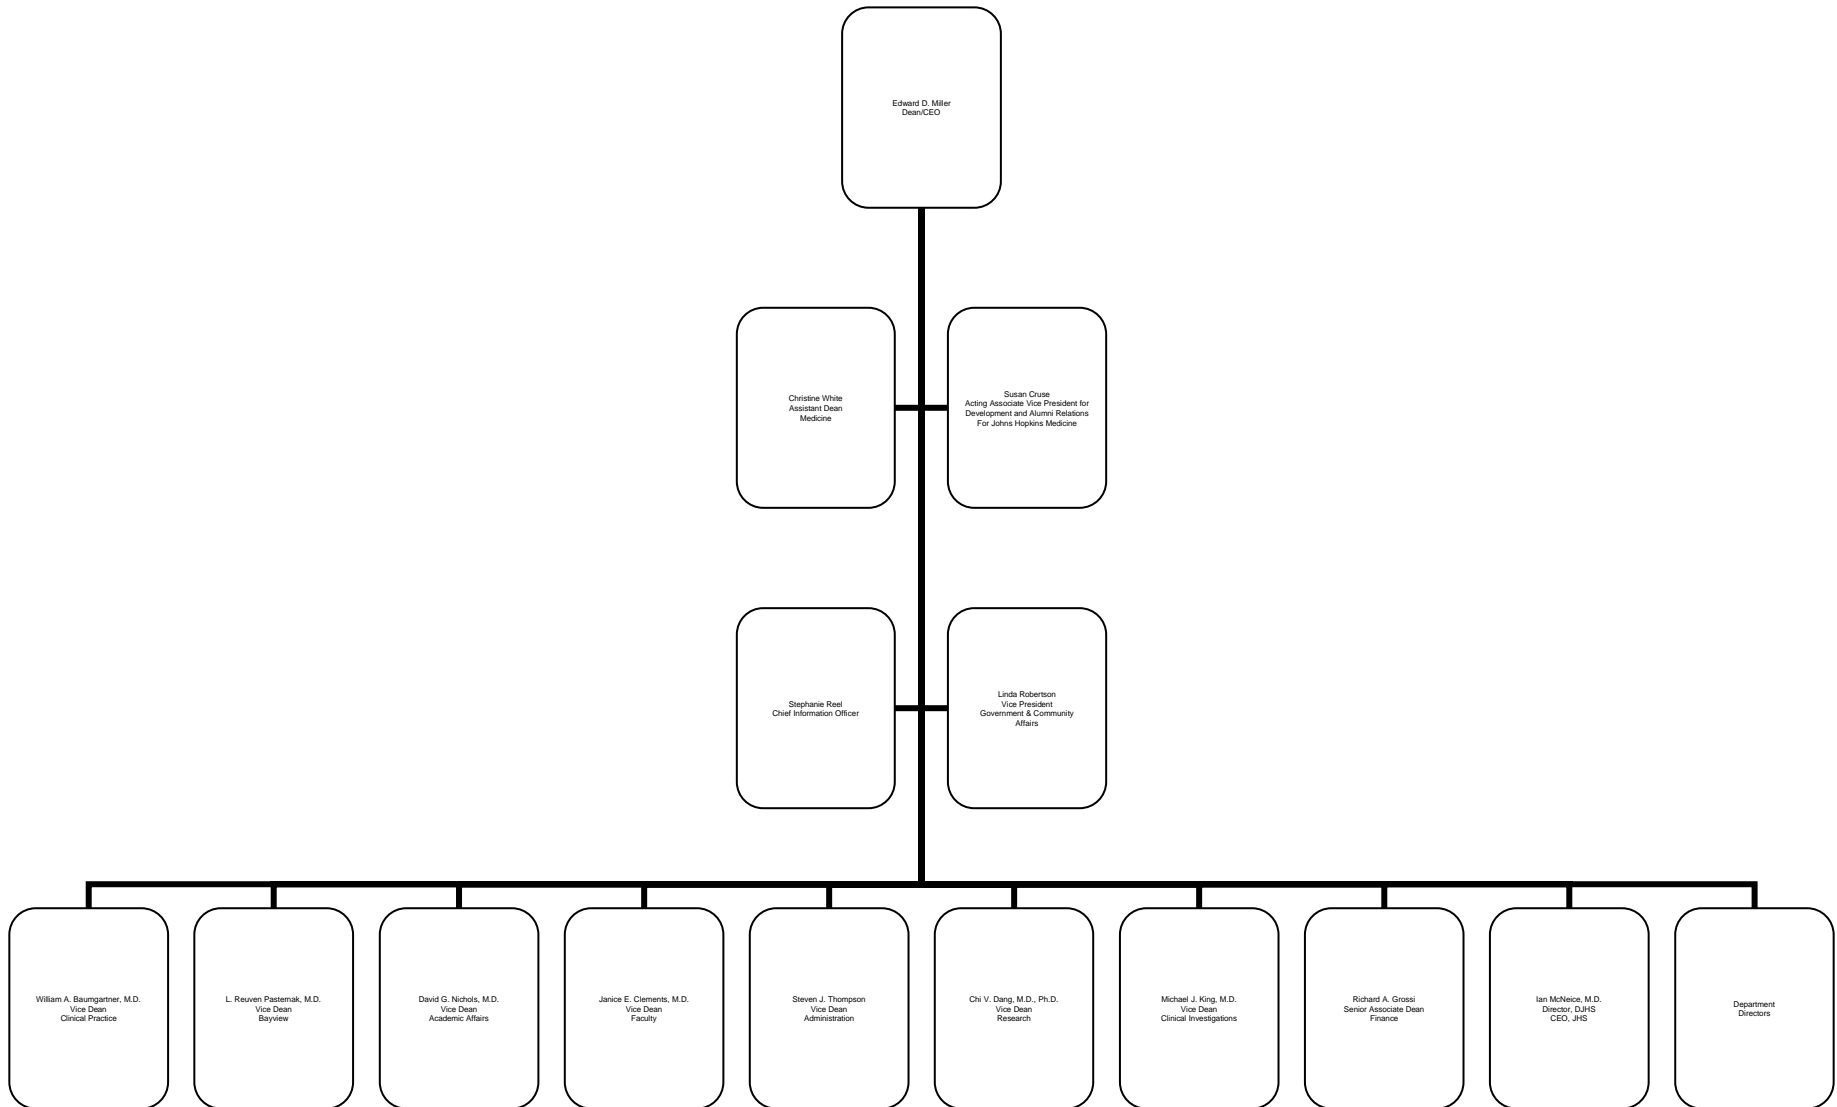 Edward D. Miller
Dean/CEO
Christine White
Assistant Dean
Medicine
Susan Cruse
Acting Associate Vice President for
Development and Alumni Relations
For Johns Hopkins Medicine
Stephanie Reel
Chief Information Officer
Linda Robertson
Vice President
Government & Community
Affairs
William A. Baumgartner, M.D.
Vice Dean
Clinical Practice
L. Reuven Pasternak, M.D.
Vice Dean
Bayview
David G. Nichols, M.D.
Vice Dean
Academic Affairs
Janice E. Clements, M.D.
Vice Dean
Faculty
Steven J. Thompson
Vice Dean
Administration
Chi V. Dang, M.D., Ph.D.
Vice Dean
Research
Michael J. King, M.D.
Vice Dean
Clinical Investigations
Richard A. Grossi
Senior Associate Dean
Finance
Ian McNeice, M.D.
Director, DJHS
CEO, JHS
Department
Directors